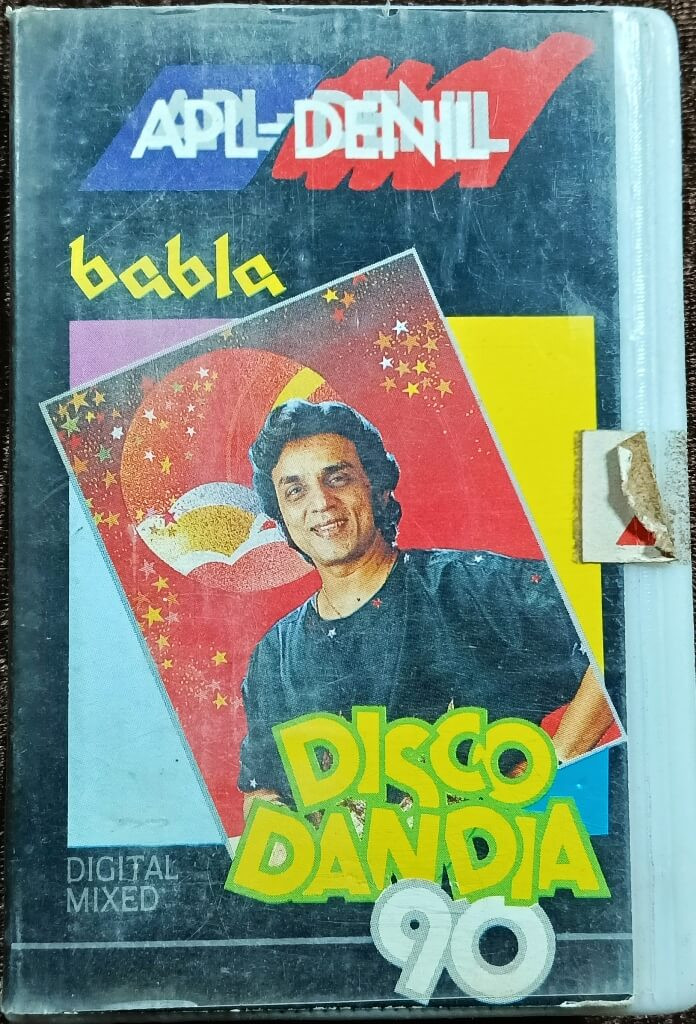 APL-DENIL
babla
DISCO
DANDIA
90
DIGITAL
MIXED